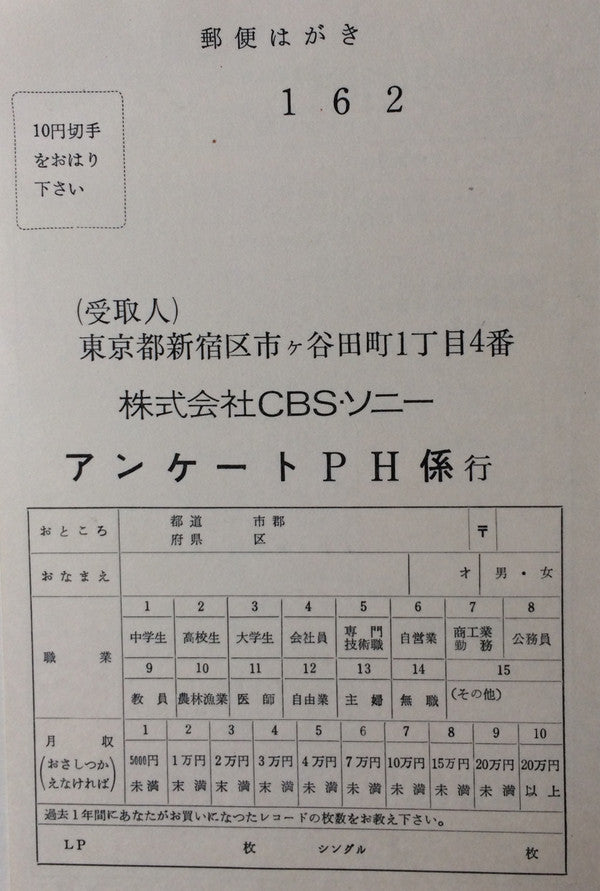 郵便はがき
162
10円切手
をおはり
下さい
(受取人)
東京都新宿区市ヶ谷田町1丁目4番
株式会社CBS・ソニー
アンケートPH係行
おところ 都道 市郡 〒
府県 区
おなまえ 才 男・女
職業
1 2 3 4 5 6 7 8
中学生 高校生 大学生 会社員 専門 自営業 商工業 公務員
技術職 勤務
9 10 11 12 13 14 15
教員 農林漁業 医師 自由業 主婦 無職 (その他)
月収
(おさしつか
えなければ)
1 2 3 4 5 6 7 8 9 10
5000円 1万円 2万円 3万円 4万円 7万円 10万円 15万円 20万円 20万円
未満 末満 末満 末満 未満 未満 未満 未満 未満 以上
過去1年間にあなたがお買いになつたレコードの枚数をお教え下さい。
LP 枚 シングル 枚